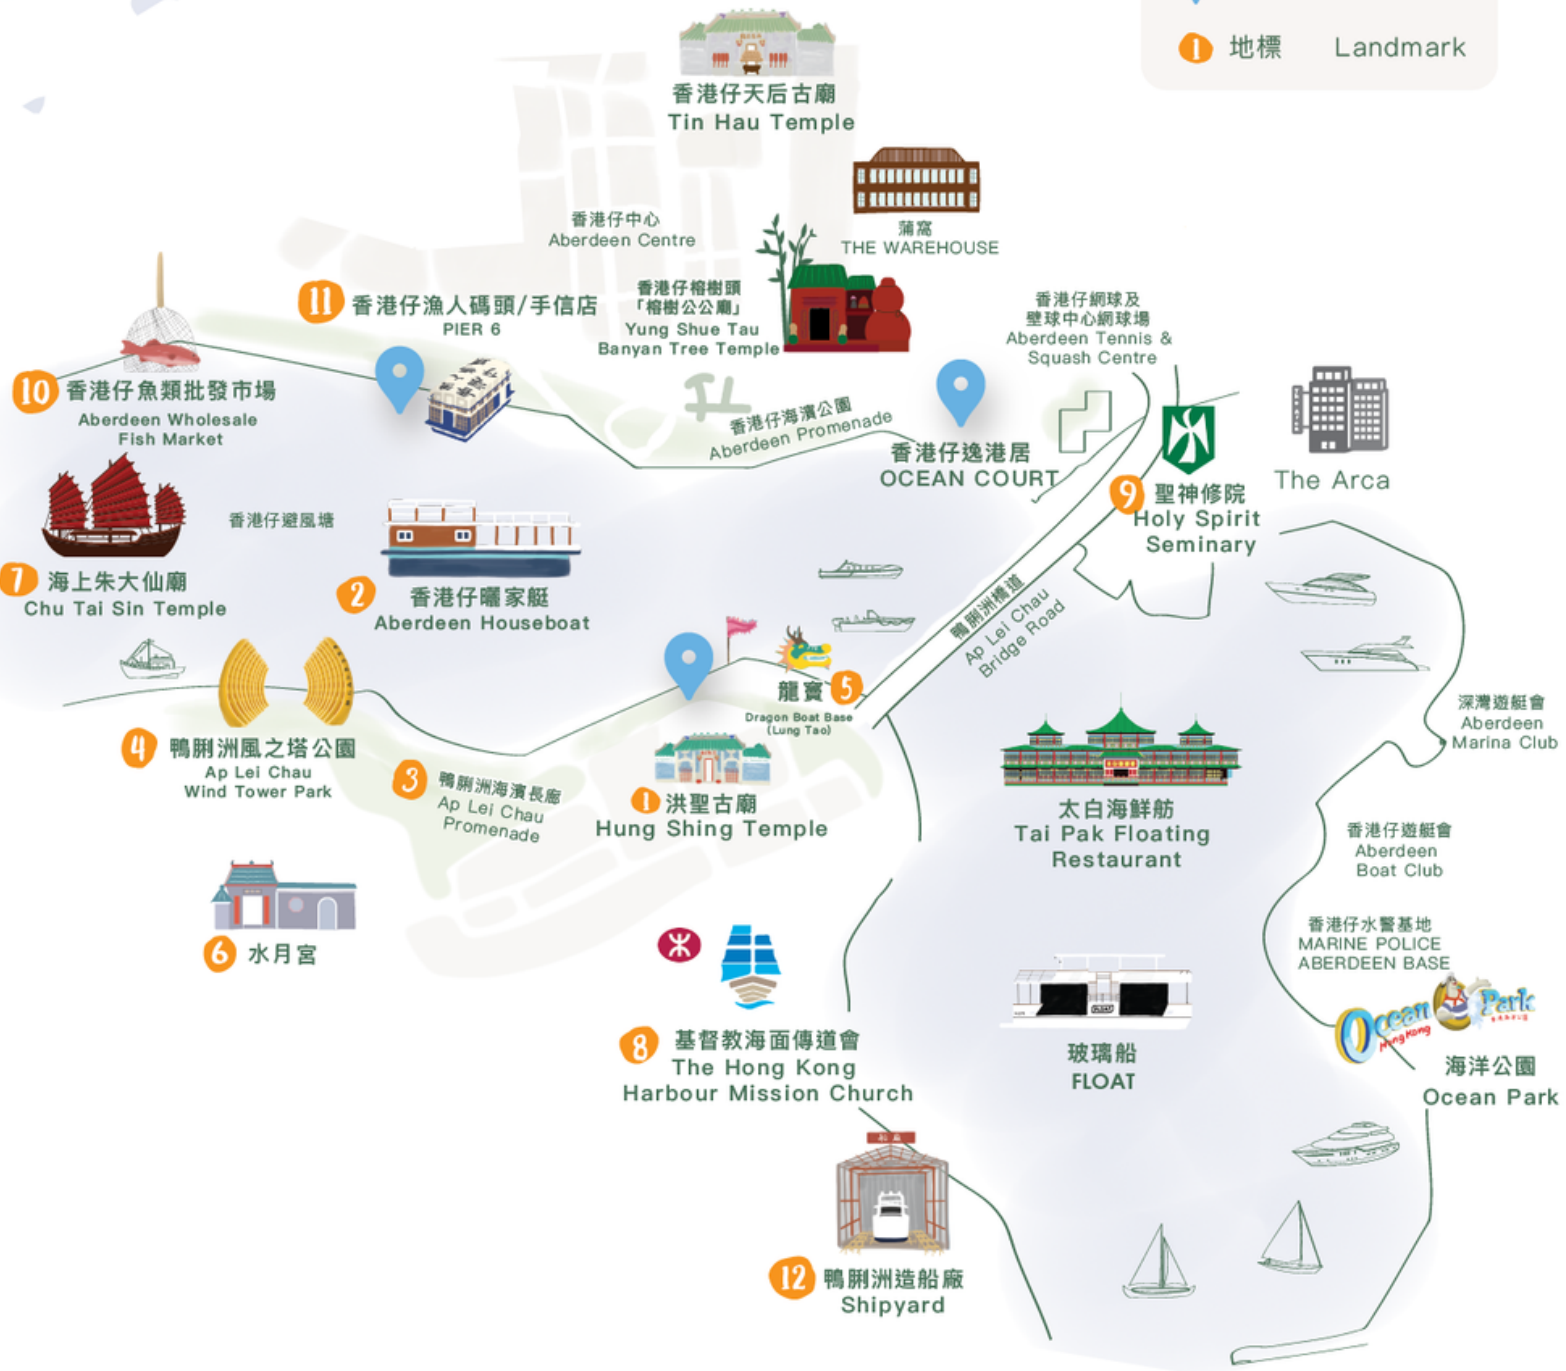 1 地標 Landmark
香港仔天后古廟
Tin Hau Temple
蒲窩
THE WAREHOUSE
香港仔中心
Aberdeen Centre
香港仔榕樹頭
「榕樹公公廟」
Yung Shue Tau
Banyan Tree Temple
11 香港仔漁人碼頭/手信店
PIER 6
香港仔網球及
壁球中心網球場
Aberdeen Tennis &
Squash Centre
10 香港仔魚類批發市場
Aberdeen Wholesale
Fish Market
香港仔海濱公園
Aberdeen Promenade
香港仔逸港居
OCEAN COURT
The Arca
9 聖神修院
Holy Spirit
Seminary
香港仔避風塘
7 海上朱大仙廟
Chu Tai Sin Temple
2 香港仔曬家艇
Aberdeen Houseboat
鴨脷洲橋道
Ap Lei Chau
Bridge Road
龍竇 5
Dragon Boat Base
(Lung Tao)
深灣遊艇會
Aberdeen
Marina Club
4 鴨脷洲風之塔公園
Ap Lei Chau
Wind Tower Park
3 鴨脷洲海濱長廊
Ap Lei Chau
Promenade
1 洪聖古廟
Hung Shing Temple
太白海鮮舫
Tai Pak Floating
Restaurant
香港仔遊艇會
Aberdeen
Boat Club
6 水月宮
香港仔水警基地
MARINE POLICE
ABERDEEN BASE
Ocean Park
Hong Kong
海洋公園
Ocean Park
8 基督教海面傳道會
The Hong Kong
Harbour Mission Church
FLOAT
玻璃船
FLOAT
船廠
12 鴨脷洲造船廠
Shipyard